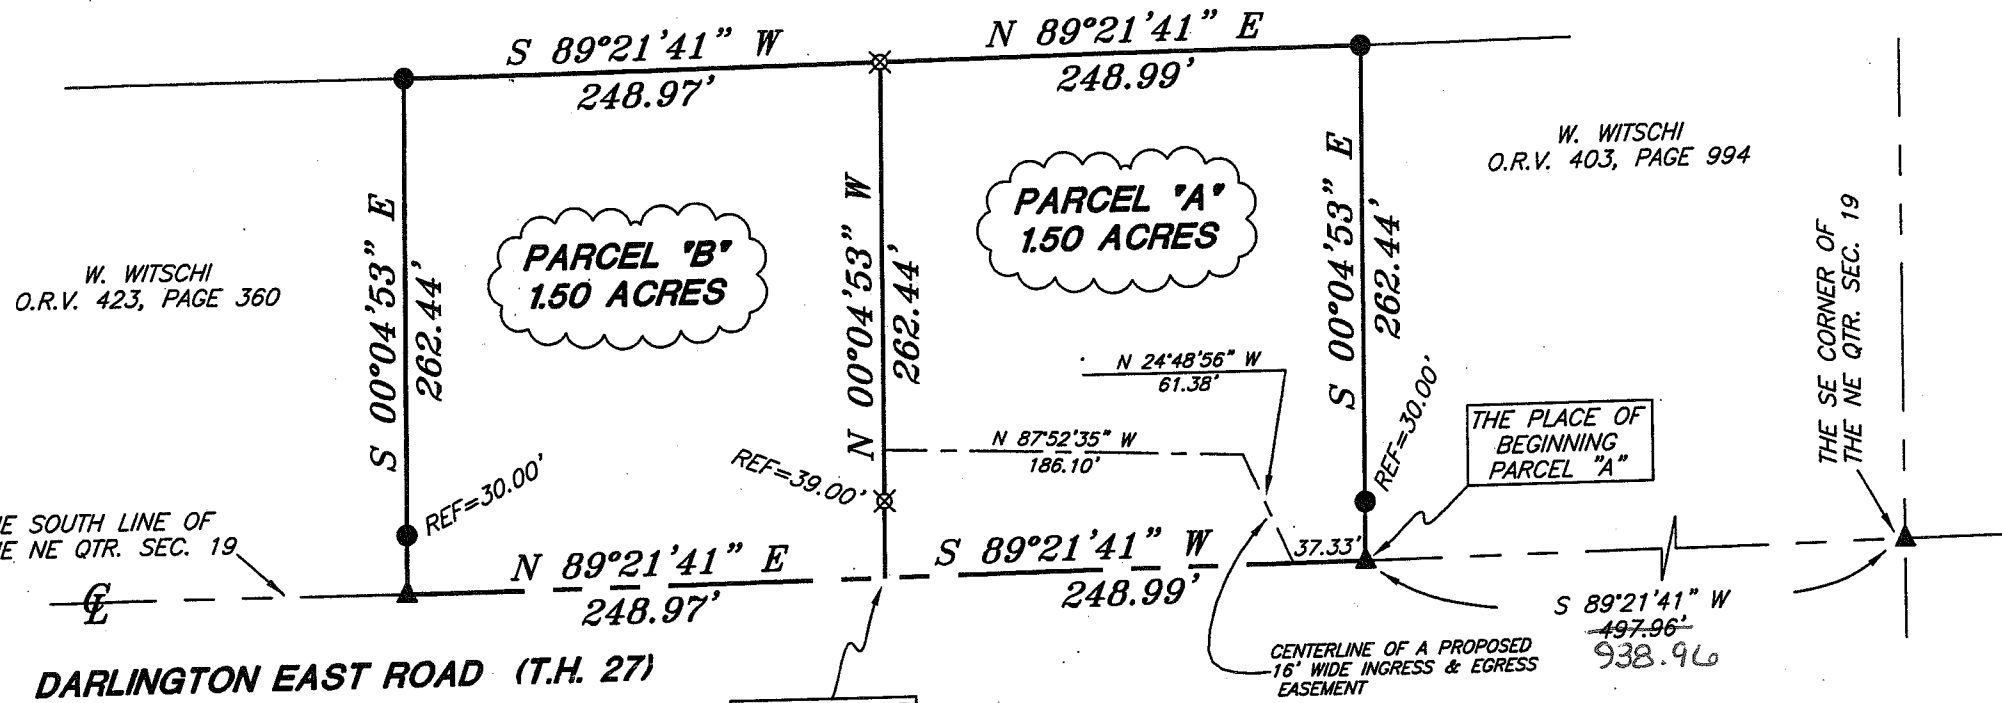 S 89°21'41" W
248.97'
N 89°21'41" E
248.99'
W. WITSCHI
O.R.V. 423, PAGE 360
S 00°04'53" E
262.44'
PARCEL "B"
1.50 ACRES
N 00°04'53" W
262.44'
PARCEL "A"
1.50 ACRES
S 00°04'53" E
262.44'
W. WITSCHI
O.R.V. 403, PAGE 994
THE SE CORNER OF
THE NE QTR. SEC. 19
N 24°48'56" W
61.38'
N 87°52'35" W
186.10'
REF=30.00'
REF=39.00'
REF=30.00'
THE PLACE OF
BEGINNING
PARCEL "A"
SOUTH LINE OF
NE QTR. SEC. 19
CL
N 89°21'41" E
248.97'
S 89°21'41" W
248.99'
37.33'
S 89°21'41" W
497.96'
938.96
CENTERLINE OF A PROPOSED
16' WIDE INGRESS & EGRESS
EASEMENT
DARLINGTON EAST ROAD (T.H. 27)